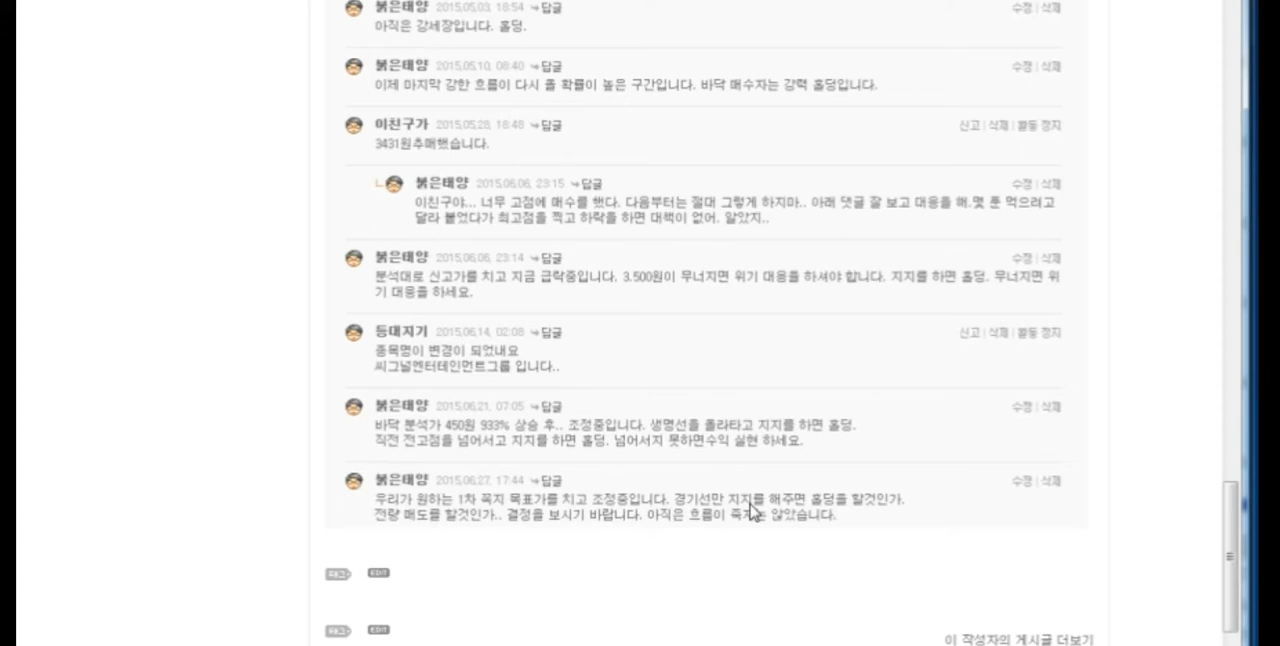 붉은태양 2015.05.03, 18:54 답글 수정 | 삭제
아직은 강세장입니다. 홀딩.
붉은태양 2015.05.10, 08:40 답글 수정 | 삭제
이제 마지막 강한 흐름이 다시 올 확률이 높은 구간입니다. 바닥 매수자는 강력 홀딩입니다.
이친구가 2015.05.28, 18:48 답글 신고 | 삭제 | 활동 정지
3431원추매했습니다.
붉은태양 2015.06.06, 23:15 답글 수정 | 삭제
이친구야... 너무 고점에 매수를 했다. 다음부터는 절대 그렇게 하지마.. 아래 댓글 잘 보고 대응을 해.몇 푼 먹으려고
달라 붙었다가 최고점을 찍고 하락을 하면 대책이 없어. 알았지..
붉은태양 2015.06.06, 23:14 답글 수정 | 삭제
분석대로 신고가를 치고 지금 급락중입니다. 3.500원이 무너지면 위기 대응을 하셔야 합니다. 지지를 하면 홀딩. 무너지면 위
기 대응을 하세요.
등대지기 2015.06.14, 02:08 답글 신고 | 삭제 | 활동 정지
종목명이 변경이 되었내요
씨그널엔터테인먼트그룹 입니다..
붉은태양 2015.06.21, 07:05 답글 수정 | 삭제
바닥 분석가 450원 933% 상승 후.. 조정중입니다. 생명선을 올라타고 지지를 하면 홀딩.
직전 전고점을 넘어서고 지지를 하면 홀딩. 넘어서지 못하면수익 실현 하세요.
붉은태양 2015.06.27, 17:44 답글 수정 | 삭제
우리가 원하는 1차 꼭지 목표가를 치고 조정중입니다. 경기선만 지지를 해주면 홀딩을 할것인가.
전량 매도를 할것인가.. 결정을 보시기 바랍니다. 아직은 흐름이 죽지는 않았습니다.
태그 EDIT
태그 EDIT
이 작성자의 게시글 더보기